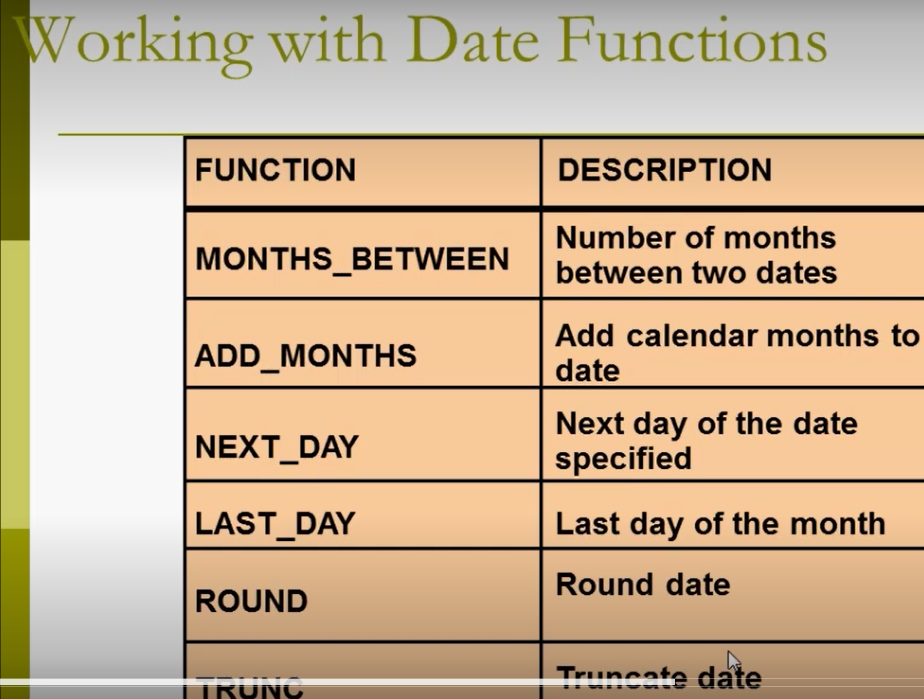 Working with Date Functions
FUNCTION
DESCRIPTION
MONTHS_BETWEEN
Number of months
between two dates
ADD_MONTHS
Add calendar months to
date
NEXT_DAY
Next day of the date
specified
LAST_DAY
Last day of the month
ROUND
Round date
TRUNC
Truncate date